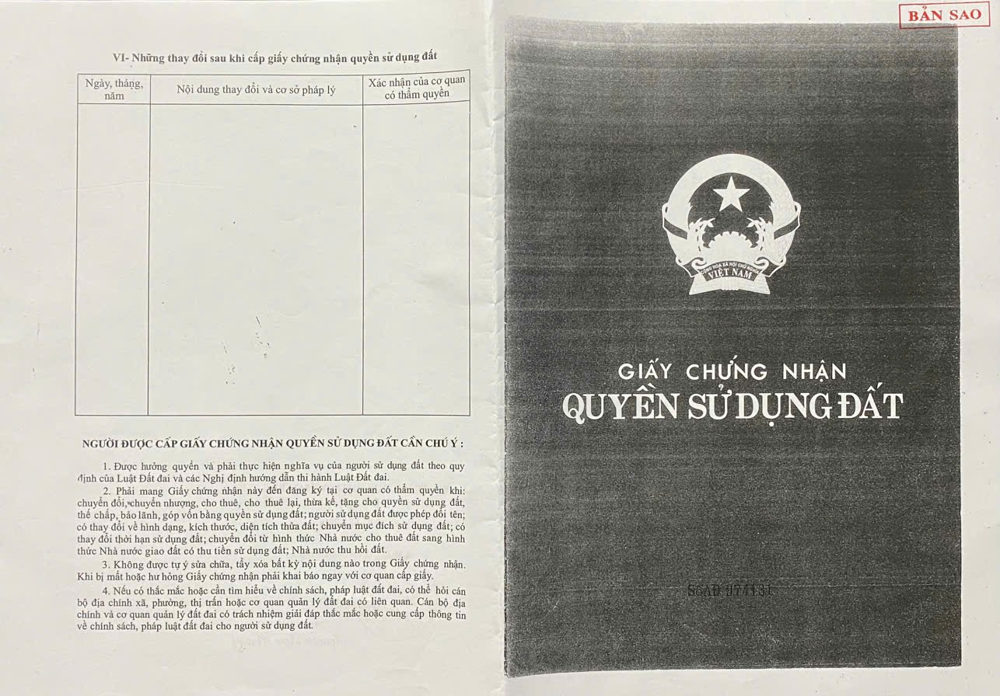 VI- Những thay đổi sau khi cấp giấy chứng nhận quyền sử dụng đất
Ngày, tháng,
năm
Nội dung thay đổi và cơ sở pháp lý
Xác nhận của cơ quan
có thẩm quyền
NGƯỜI ĐƯỢC CẤP GIẤY CHỨNG NHẬN QUYỀN SỬ DỤNG ĐẤT CẦN CHÚ Ý :
1. Được hưởng quyền và phải thực hiện nghĩa vụ của người sử dụng đất theo quy
định của Luật Đất đai và các Nghị định hướng dẫn thi hành Luật Đất đai.
2. Phải mang Giấy chứng nhận này đến đăng ký tại cơ quan có thẩm quyền khi:
chuyển đổi, chuyển nhượng, cho thuê, cho thuê lại, thừa kế, tặng cho quyền sử dụng đất,
thế chấp, bảo lãnh, góp vốn bằng quyền sử dụng đất; người sử dụng đất được phép đổi tên;
có thay đổi về hình dạng, kích thước, diện tích thửa đất; chuyển mục đích sử dụng đất; có
thay đổi thời hạn sử dụng đất; chuyển đổi từ hình thức Nhà nước cho thuê đất sang hình
thức Nhà nước giao đất có thu tiền sử dụng đất; Nhà nước thu hồi đất.
3. Không được tự ý sửa chữa, tẩy xóa bất kỳ nội dung nào trong Giấy chứng nhận.
Khi bị mất hoặc hư hỏng Giấy chứng nhận phải khai báo ngay với cơ quan cấp giấy.
4. Nếu có thắc mắc hoặc cần tìm hiểu về chính sách, pháp luật đất đai, có thể hỏi cán
bộ địa chính xã, phường, thị trấn hoặc cơ quan quản lý đất đai có liên quan. Cán bộ địa
chính và cơ quan quản lý đất đai có trách nhiệm giải đáp thắc mắc hoặc cung cấp thông tin
về chính sách, pháp luật đất đai cho người sử dụng đất.
BẢN SAO
CỘNG HÒA XÃ HỘI CHỦ NGHĨA
VIỆT NAM
GIẤY CHỨNG NHẬN
QUYỀN SỬ DỤNG ĐẤT